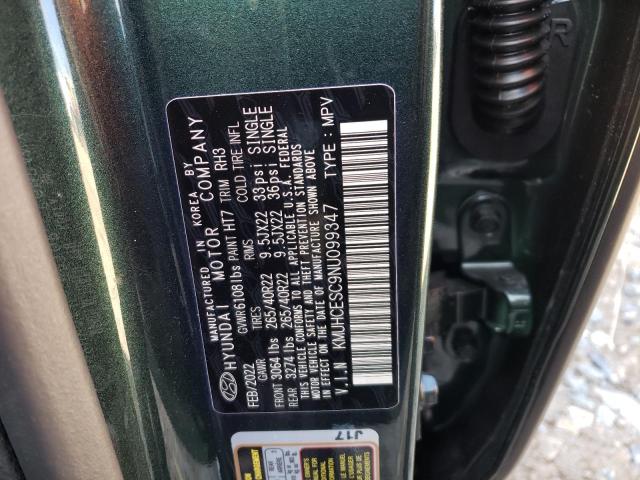 MANUFACTURED IN KOREA BY
HYUNDAI MOTOR COMPANY
FEB/2022 GVWR 6108 lbs PAINT HT7 TRIM RH3
GAWR TIRES RIMS COLD TIRE INFL
FRONT 3064 lbs 265/40R22 9.5JX22 33psi SINGLE
REAR 3274 lbs 265/40R22 9.5JX22 36psi SINGLE
THIS VEHICLE CONFORMS TO ALL APPLICABLE U.S.A. FEDERAL
MOTOR VEHICLE SAFETY AND THEFT PREVENTION STANDARDS
IN EFFECT ON THE DATE OF MANUFACTURE SHOWN ABOVE
V.I.N KMUHCESC9NU099347 TYPE : MPV
J17
R